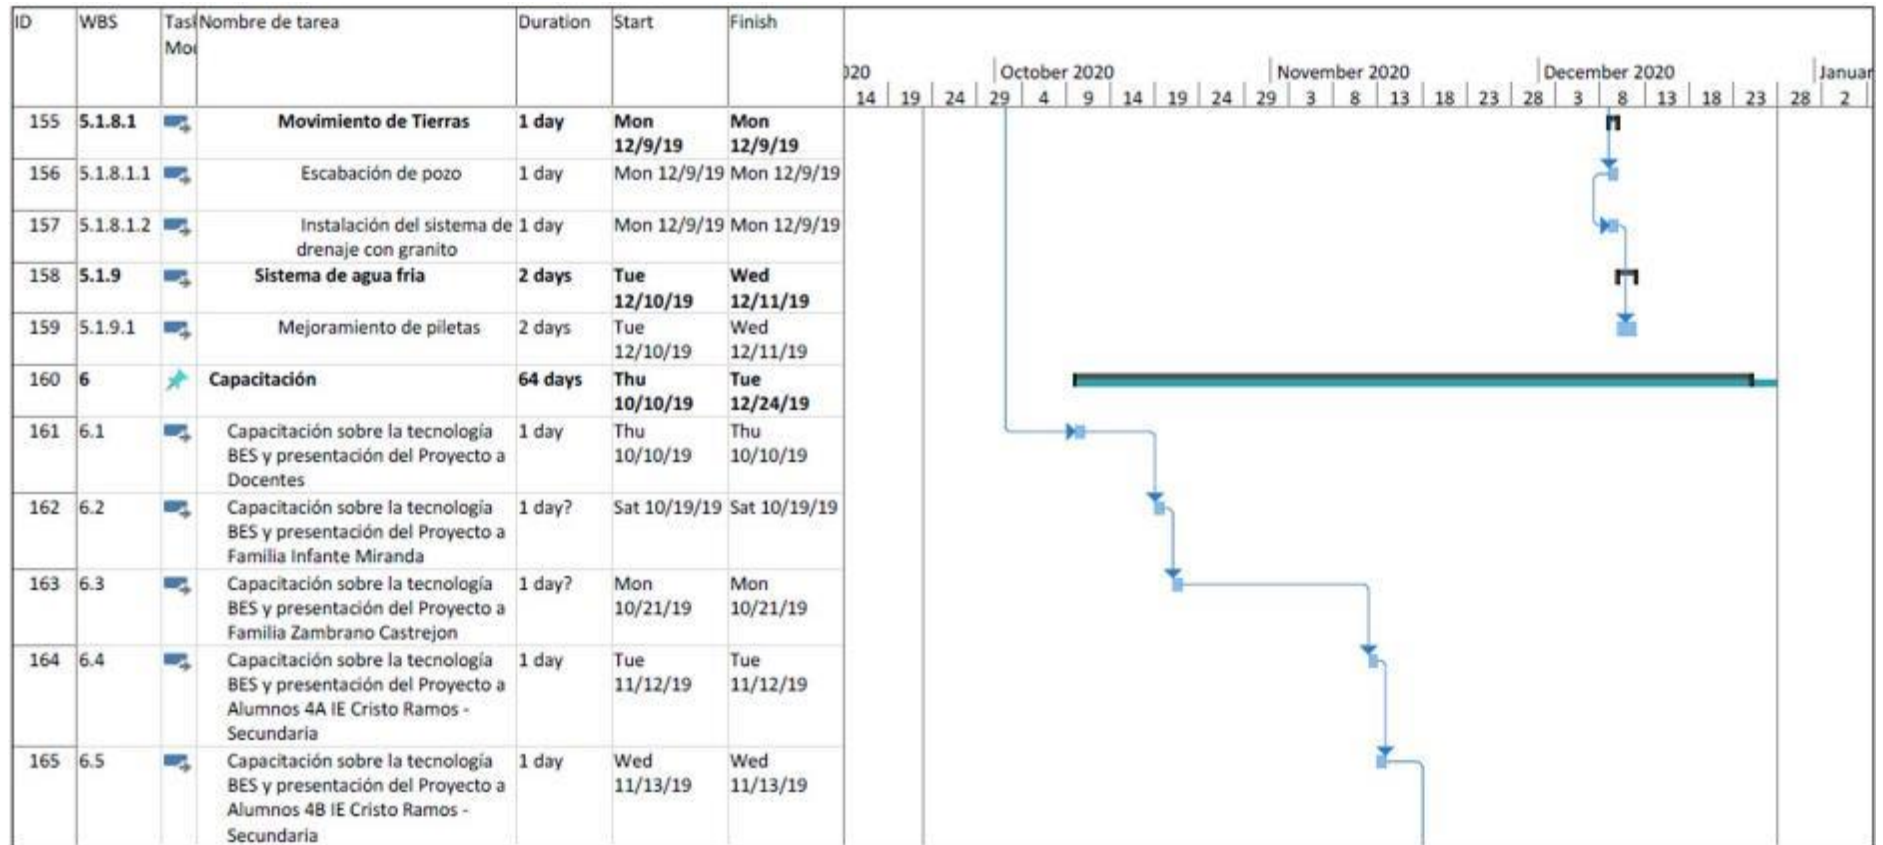 ID WBS Tasl Nombre de tarea Duration Start Finish
Moı
020 October 2020 November 2020 December 2020 Januar
14 19 24 29 4 9 14 19 24 29 3 8 13 18 23 28 3 8 13 18 23 28 2
155 5.1.8.1 Movimiento de Tierras 1 day Mon Mon
12/9/19 12/9/19
156 5.1.8.1.1 Escabación de pozo 1 day Mon 12/9/19 Mon 12/9/19
157 5.1.8.1.2 Instalación del sistema de 1 day Mon 12/9/19 Mon 12/9/19
drenaje con granito
158 5.1.9 Sistema de agua fria 2 days Tue Wed
12/10/19 12/11/19
159 5.1.9.1 Mejoramiento de piletas 2 days Tue Wed
12/10/19 12/11/19
160 6 Capacitación 64 days Thu Tue
10/10/19 12/24/19
161 6.1 Capacitación sobre la tecnología 1 day Thu Thu
BES y presentación del Proyecto a 10/10/19 10/10/19
Docentes
162 6.2 Capacitación sobre la tecnología 1 day? Sat 10/19/19 Sat 10/19/19
BES y presentación del Proyecto a
Familia Infante Miranda
163 6.3 Capacitación sobre la tecnología 1 day? Mon Mon
BES y presentación del Proyecto a 10/21/19 10/21/19
Familia Zambrano Castrejon
164 6.4 Capacitación sobre la tecnología 1 day Tue Tue
BES y presentación del Proyecto a 11/12/19 11/12/19
Alumnos 4A IE Cristo Ramos -
Secundaria
165 6.5 Capacitación sobre la tecnología 1 day Wed Wed
BES y presentación del Proyecto a 11/13/19 11/13/19
Alumnos 4B IE Cristo Ramos -
Secundaria